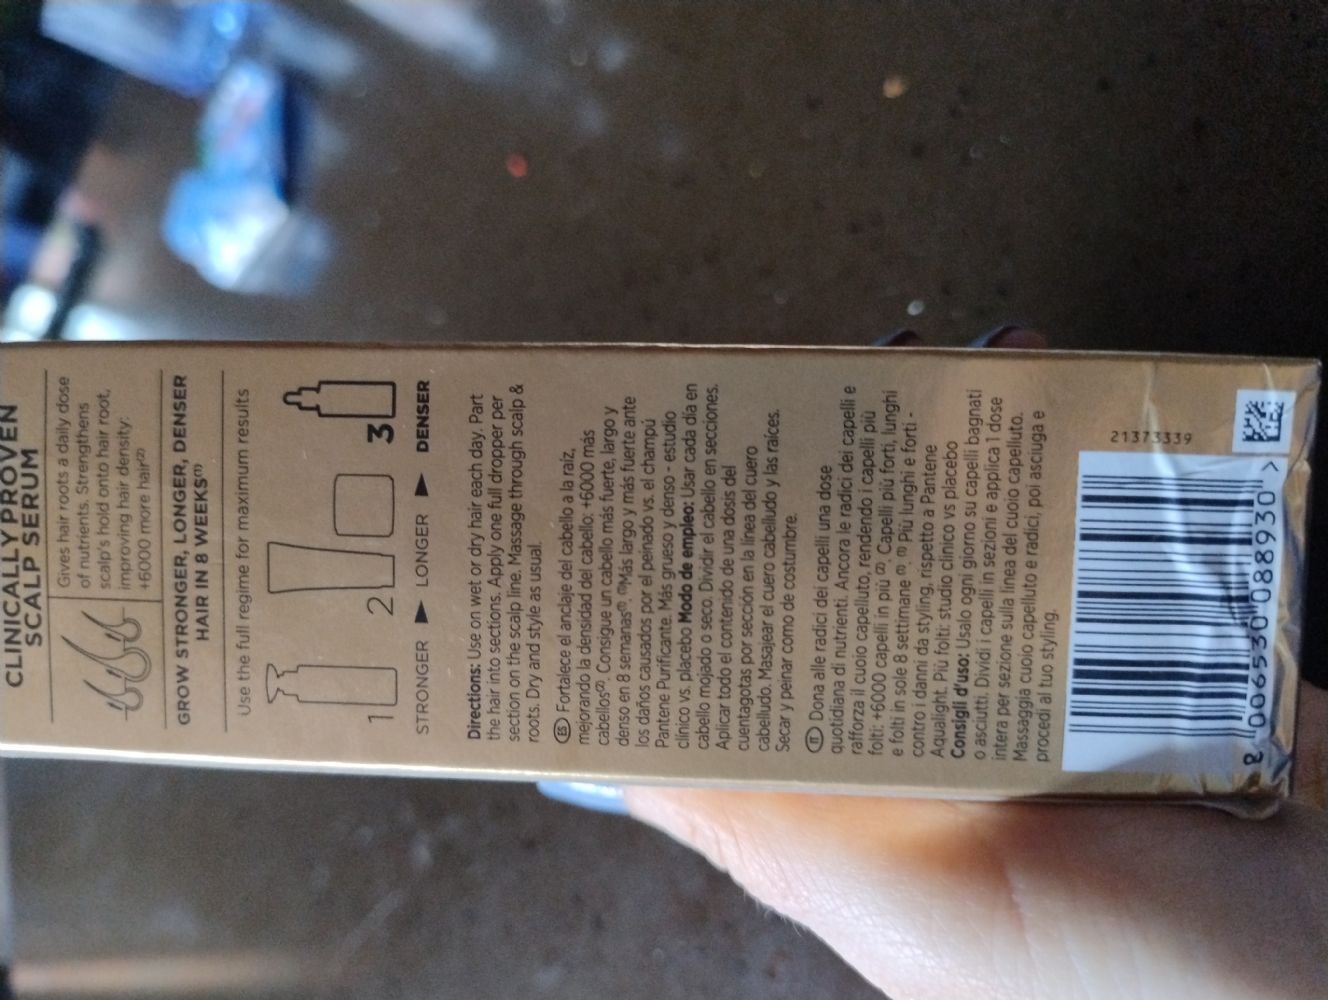 CLINICALLY PROVEN
SCALP SERUM
Gives hair roots a daily dose
of nutrients. Strengthens
scalp's hold onto hair root,
improving hair density:
+6000 more hair⁽²⁾
GROW STRONGER, LONGER, DENSER
HAIR IN 8 WEEKS⁽¹⁾
Use the full regime for maximum results
1 2 3
STRONGER ▶ LONGER ▶ DENSER
Directions: Use on wet or dry hair each day. Part
the hair into sections. Apply one full dropper per
section on the scalp line. Massage through scalp &
roots. Dry and style as usual.
ES Fortalece el anclaje del cabello a la raíz,
mejorando la densidad del cabello: +6000 más
cabellos⁽²⁾. Consigue un cabello más fuerte, largo y
denso en 8 semanas⁽¹⁾. ⁽¹⁾Más largo y más fuerte ante
los daños causados por el peinado vs. el champú
Pantene Purificante. Más grueso y denso - estudio
clínico vs. placebo Modo de empleo: Usar cada día en
cabello mojado o seco. Dividir el cabello en secciones.
Aplicar todo el contenido de una dosis del
cuentagotas por sección en la línea del cuero
cabelludo. Masajear el cuero cabelludo y las raíces.
Secar y peinar como de costumbre.
IT Dona alle radici dei capelli una dose
quotidiana di nutrienti. Ancora le radici dei capelli e
rafforza il cuoio capelluto, rendendo i capelli più
folti: +6000 capelli in più ⁽²⁾. Capelli più forti, lunghi
e folti in sole 8 settimane ⁽¹⁾ ⁽¹⁾ Più lunghi e forti -
contro i danni da styling, rispetto a Pantene
Aqualight. Più folti: studio clinico vs placebo
Consigli d'uso: Usalo ogni giorno su capelli bagnati
o asciutti. Dividi i capelli in sezioni e applica 1 dose
intera per sezione sulla linea del cuoio capelluto.
Massaggia cuoio capelluto e radici, poi asciuga e
procedi al tuo styling.
21373339
8 006530 088930 >